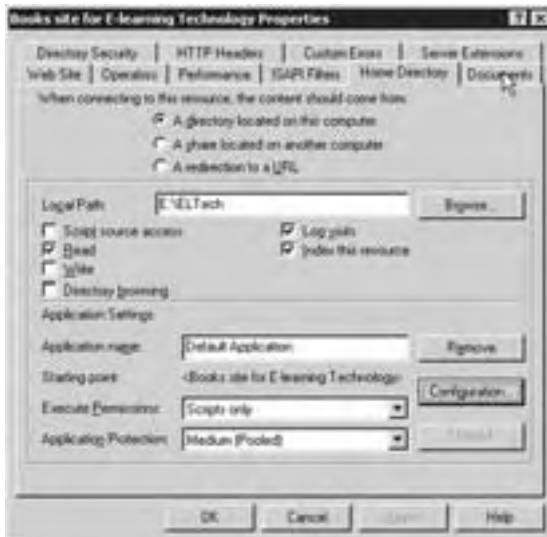 Books site for E-learning Technology Properties
Directory Security HTTP Headers Custom Errors Server Extensions
Web Site Operators Performance ISAPI Filters Home Directory Documents
When connecting to this resource, the content should come from:
A directory located on this computer
A share located on another computer
A redirection to a URL
Local Path: E:\ELTech Browse...
Script source access Log visits
Read Index this resource
Write
Directory browsing
Application Settings
Application name: Default Application Remove
Starting point: <Books site for E-learning Technology>
Configuration...
Execute Permissions: Scripts only
Application Protection: Medium (Pooled)
OK Cancel Help